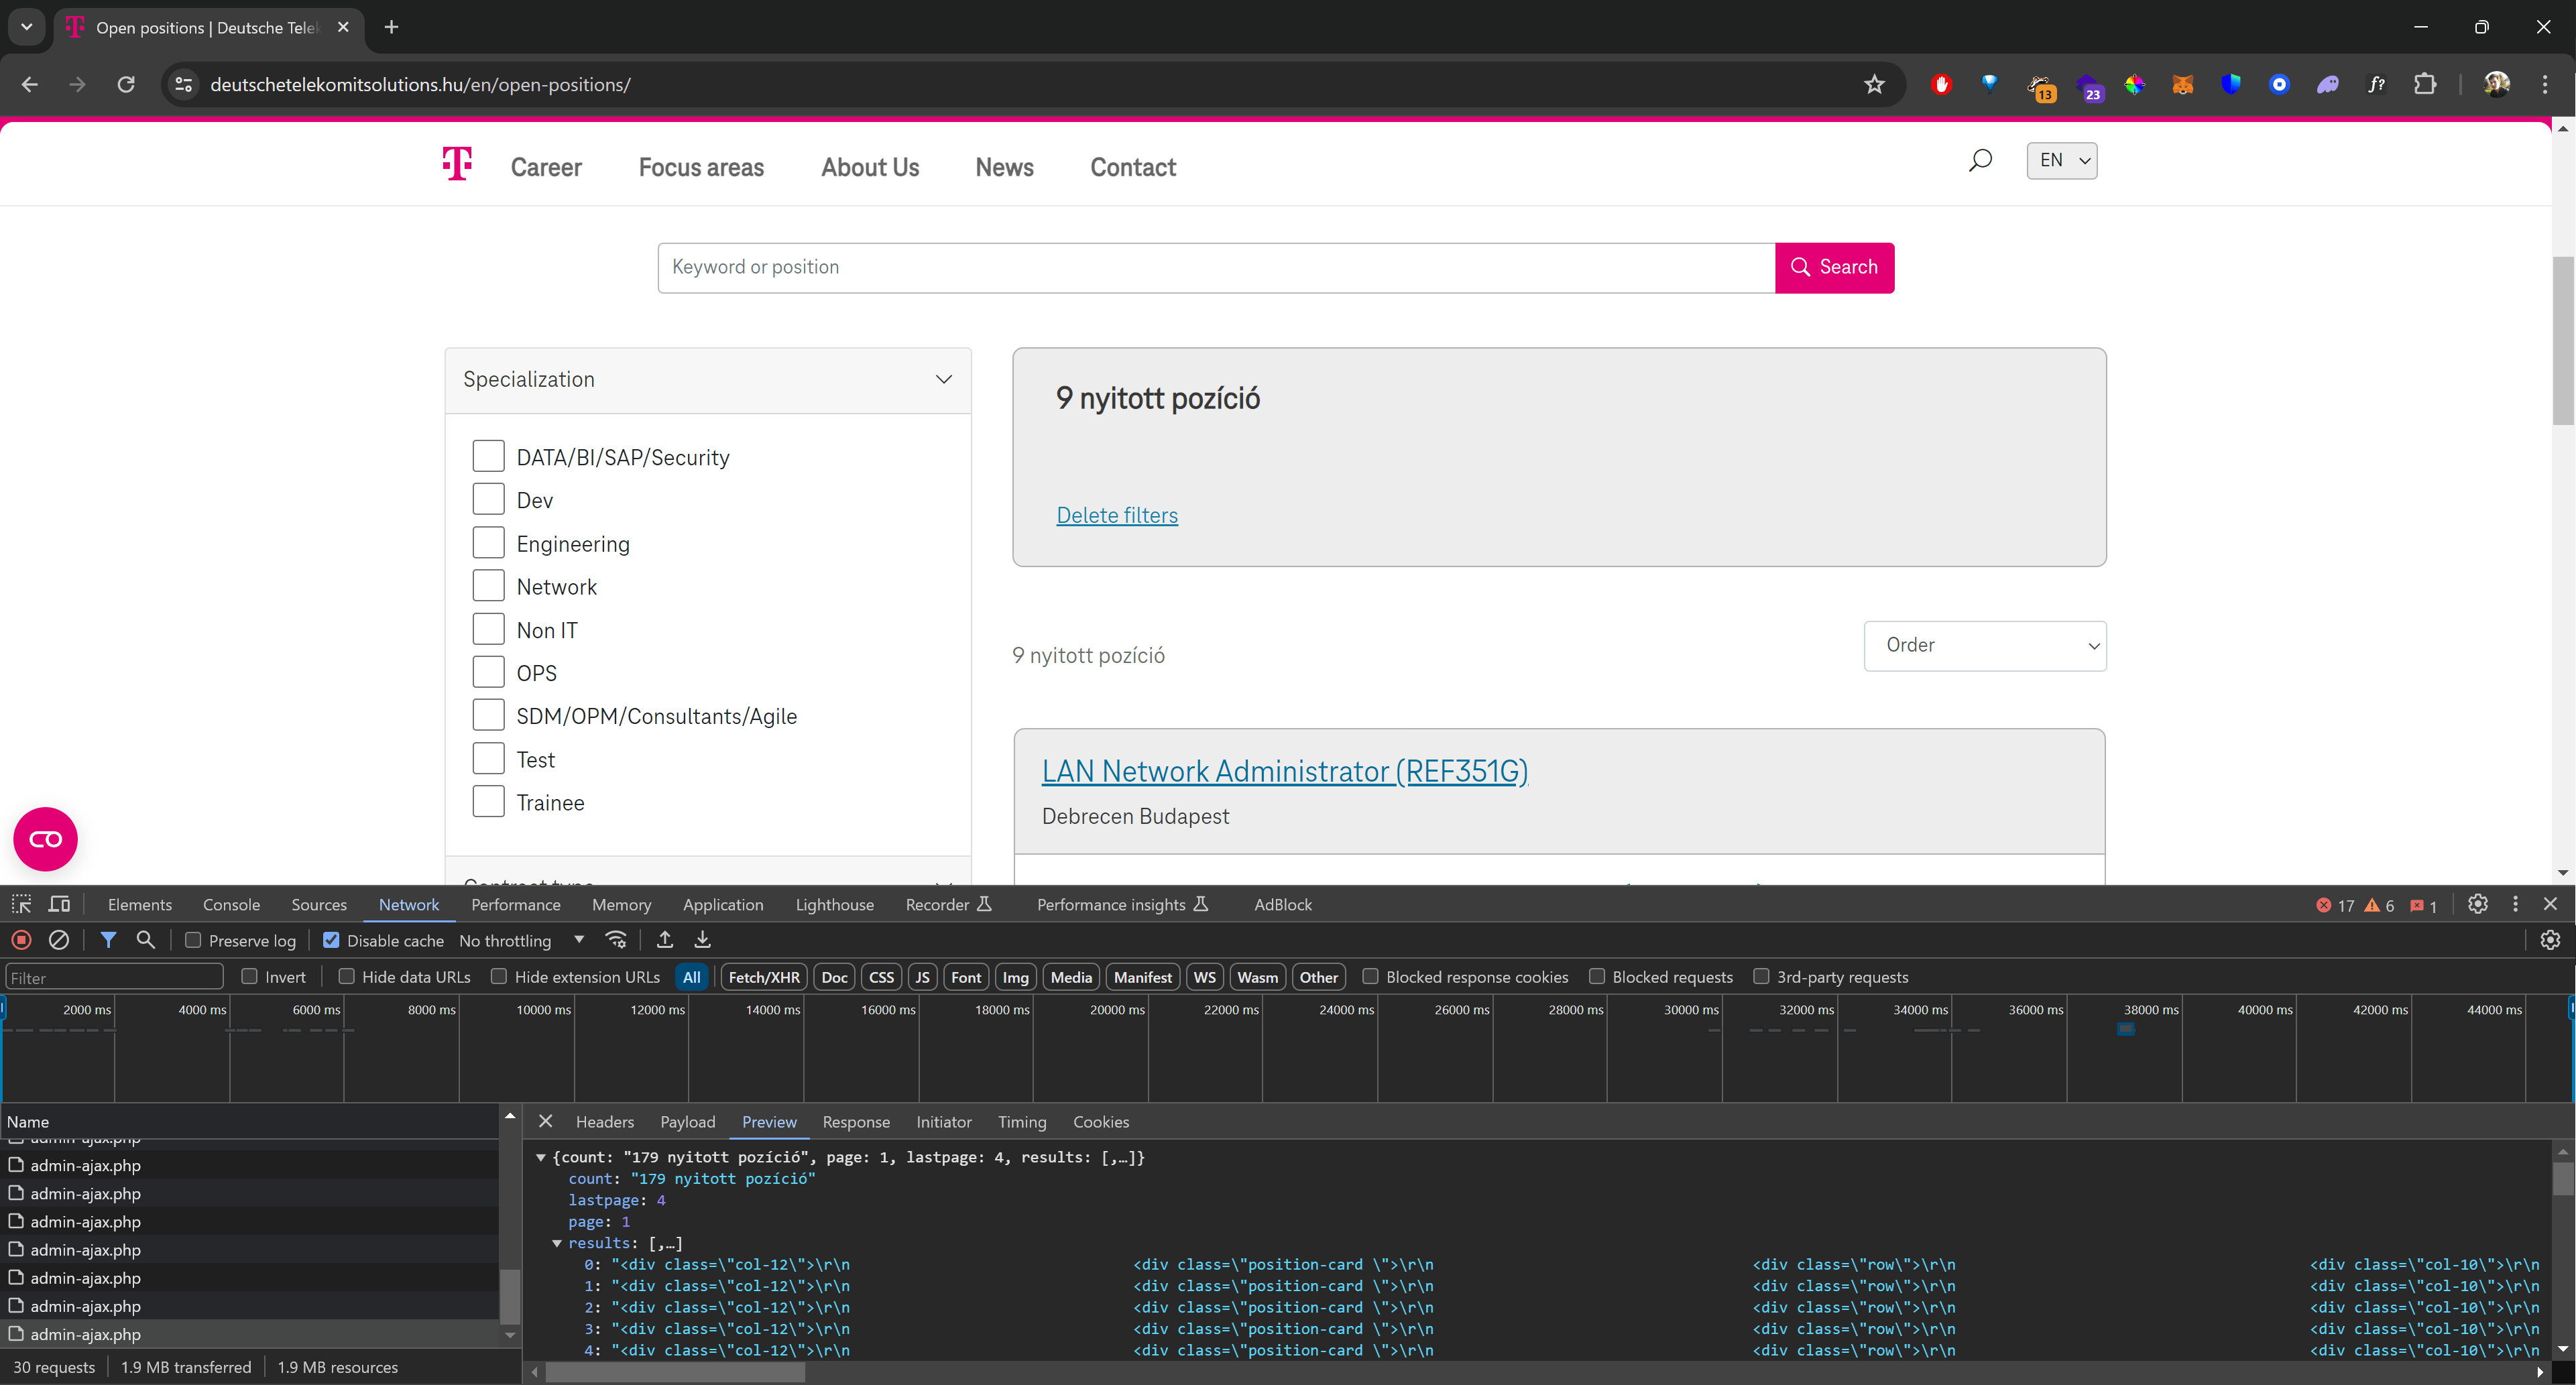 Open positions | Deutsche Tele
deutschetelekomitsolutions.hu/en/open-positions/
13
23
f?
T Career Focus areas About Us News Contact
EN
Keyword or position
Search
Specialization
DATA/BI/SAP/Security
Dev
Engineering
Network
Non IT
OPS
SDM/OPM/Consultants/Agile
Test
Trainee
9 nyitott pozíció
Delete filters
9 nyitott pozíció
Order
LAN Network Administrator (REF351G)
Debrecen Budapest
Elements Console Sources Network Performance Memory Application Lighthouse Recorder Performance insights AdBlock
17 6 1
Preserve log Disable cache No throttling
Filter Invert Hide data URLs Hide extension URLs All Fetch/XHR Doc CSS JS Font Img Media Manifest WS Wasm Other Blocked response cookies Blocked requests 3rd-party requests
2000 ms 4000 ms 6000 ms 8000 ms 10000 ms 12000 ms 14000 ms 16000 ms 18000 ms 20000 ms 22000 ms 24000 ms 26000 ms 28000 ms 30000 ms 32000 ms 34000 ms 36000 ms 38000 ms 40000 ms 42000 ms 44000 ms
Name
admin-ajax.php
admin-ajax.php
admin-ajax.php
admin-ajax.php
admin-ajax.php
admin-ajax.php
admin-ajax.php
admin-ajax.php
30 requests 1.9 MB transferred 1.9 MB resources
Headers Payload Preview Response Initiator Timing Cookies
{count: "179 nyitott pozíció", page: 1, lastpage: 4, results: [,…]}
count: "179 nyitott pozíció"
lastpage: 4
page: 1
results: [,…]
0: "<div class=\"col-12\">\r\n <div class=\"position-card \">\r\n <div class=\"row\">\r\n <div class=\"col-10\">\r\n
1: "<div class=\"col-12\">\r\n <div class=\"position-card \">\r\n <div class=\"row\">\r\n <div class=\"col-10\">\r\n
2: "<div class=\"col-12\">\r\n <div class=\"position-card \">\r\n <div class=\"row\">\r\n <div class=\"col-10\">\r\n
3: "<div class=\"col-12\">\r\n <div class=\"position-card \">\r\n <div class=\"row\">\r\n <div class=\"col-10\">\r\n
4: "<div class=\"col-12\">\r\n <div class=\"position-card \">\r\n <div class=\"row\">\r\n <div class=\"col-10\">\r\n